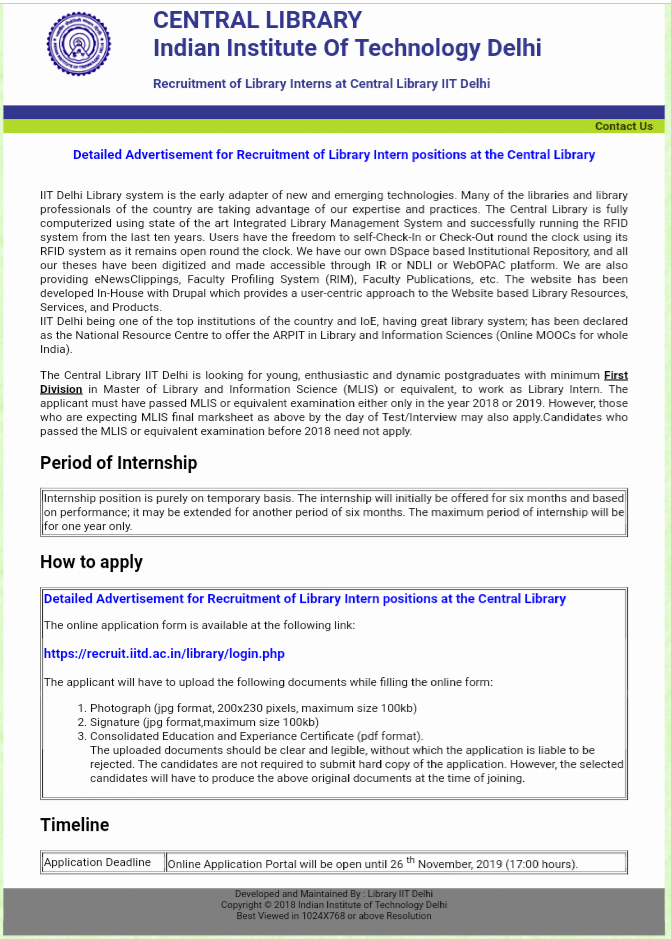 CENTRAL LIBRARY
Indian Institute Of Technology Delhi
Recruitment of Library Interns at Central Library IIT Delhi
Contact Us
Detailed Advertisement for Recruitment of Library Intern positions at the Central Library
IIT Delhi Library system is the early adapter of new and emerging technologies. Many of the libraries and library
professionals of the country are taking advantage of our expertise and practices. The Central Library is fully
computerized using state of the art Integrated Library Management System and successfully running the RFID
system from the last ten years. Users have the freedom to self-Check-In or Check-Out round the clock using its
RFID system as it remains open round the clock. We have our own DSpace based Institutional Repository, and all
our theses have been digitized and made accessible through IR or NDLI or WebOPAC platform. We are also
providing eNewsClippings, Faculty Profiling System (RIM), Faculty Publications, etc. The website has been
developed In-House with Drupal which provides a user-centric approach to the Website based Library Resources,
Services, and Products.
IIT Delhi being one of the top institutions of the country and IoE, having great library system; has been declared
as the National Resource Centre to offer the ARPIT in Library and Information Sciences (Online MOOCs for whole
India).
The Central Library IIT Delhi is looking for young, enthusiastic and dynamic postgraduates with minimum First
Division in Master of Library and Information Science (MLIS) or equivalent, to work as Library Intern. The
applicant must have passed MLIS or equivalent examination either only in the year 2018 or 2019. However, those
who are expecting MLIS final marksheet as above by the day of Test/Interview may also apply.Candidates who
passed the MLIS or equivalent examination before 2018 need not apply.
Period of Internship
Internship position is purely on temporary basis. The internship will initially be offered for six months and based
on performance; it may be extended for another period of six months. The maximum period of internship will be
for one year only.
How to apply
Detailed Advertisement for Recruitment of Library Intern positions at the Central Library
The online application form is available at the following link:
https://recruit.iitd.ac.in/library/login.php
The applicant will have to upload the following documents while filling the online form:
1. Photograph (jpg format, 200x230 pixels, maximum size 100kb)
2. Signature (jpg format,maximum size 100kb)
3. Consolidated Education and Experiance Certificate (pdf format).
The uploaded documents should be clear and legible, without which the application is liable to be
rejected. The candidates are not required to submit hard copy of the application. However, the selected
candidates will have to produce the above original documents at the time of joining.
Timeline
Application Deadline Online Application Portal will be open until 26 th November, 2019 (17:00 hours).
Developed and Maintained By : Library IIT Delhi
Copyright © 2018 Indian Institute of Technology Delhi
Best Viewed in 1024X768 or above Resolution